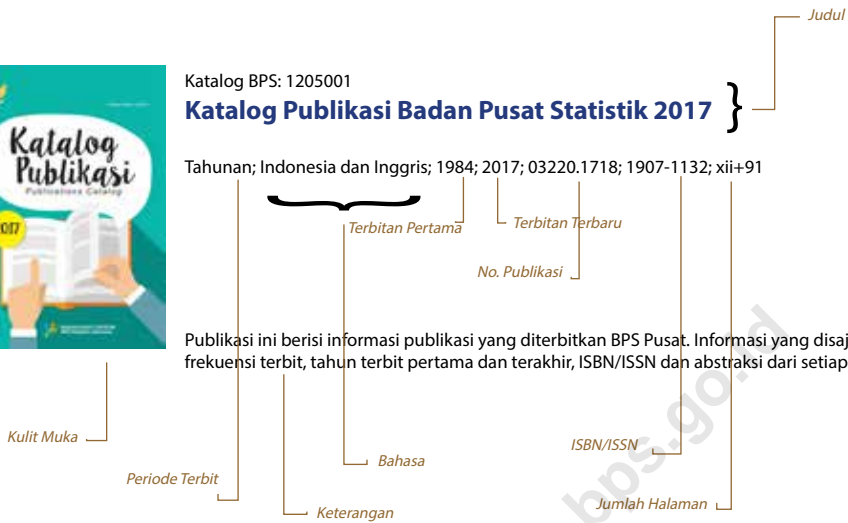 Judul
Katalog BPS: 1205001
Katalog Publikasi Badan Pusat Statistik 2017
Katalog
Publikasi
Publications Catalog
2017
Tahunan; Indonesia dan Inggris; 1984; 2017; 03220.1718; 1907-1132; xii+91
Terbitan Pertama
Terbitan Terbaru
No. Publikasi
Publikasi ini berisi informasi publikasi yang diterbitkan BPS Pusat. Informasi yang disaj
frekuensi terbit, tahun terbit pertama dan terakhir, ISBN/ISSN dan abstraksi dari setiap
Kulit Muka
ISBN/ISSN
Bahasa
Periode Terbit
Jumlah Halaman
Keterangan
bps.go.id